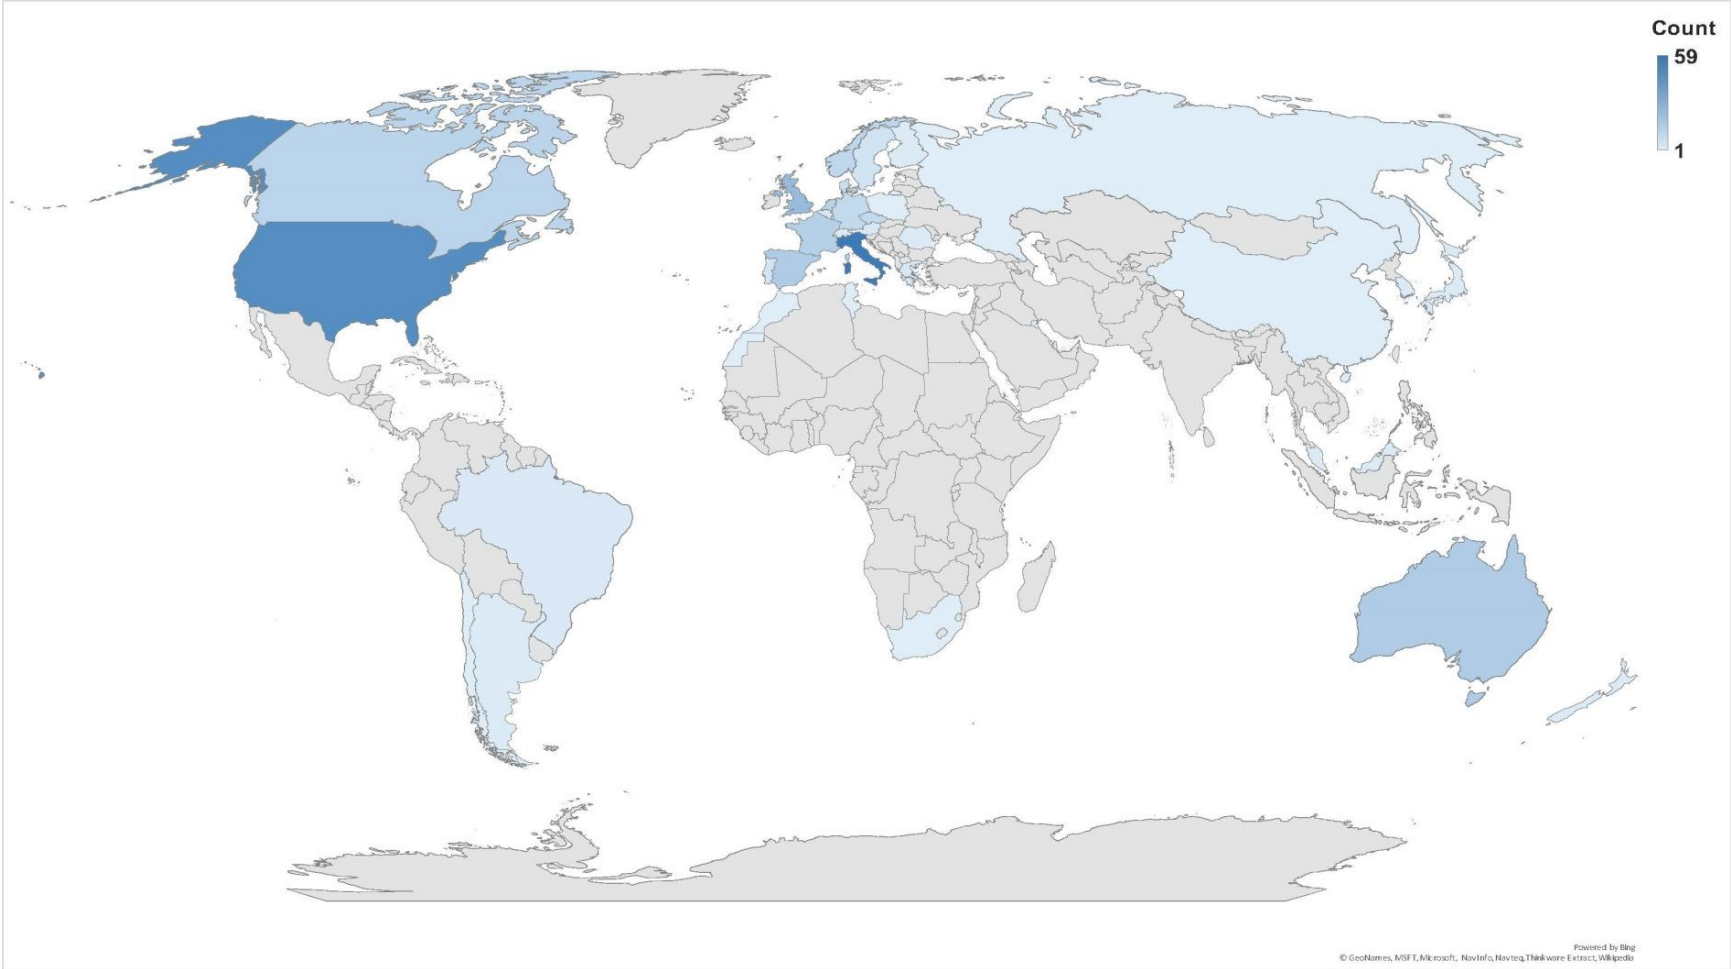 Count
59
1
Powered by Bing
© GeoNames, MSFT, Microsoft, NavInfo, Navteq, Thinkware Extract, Wikipedia